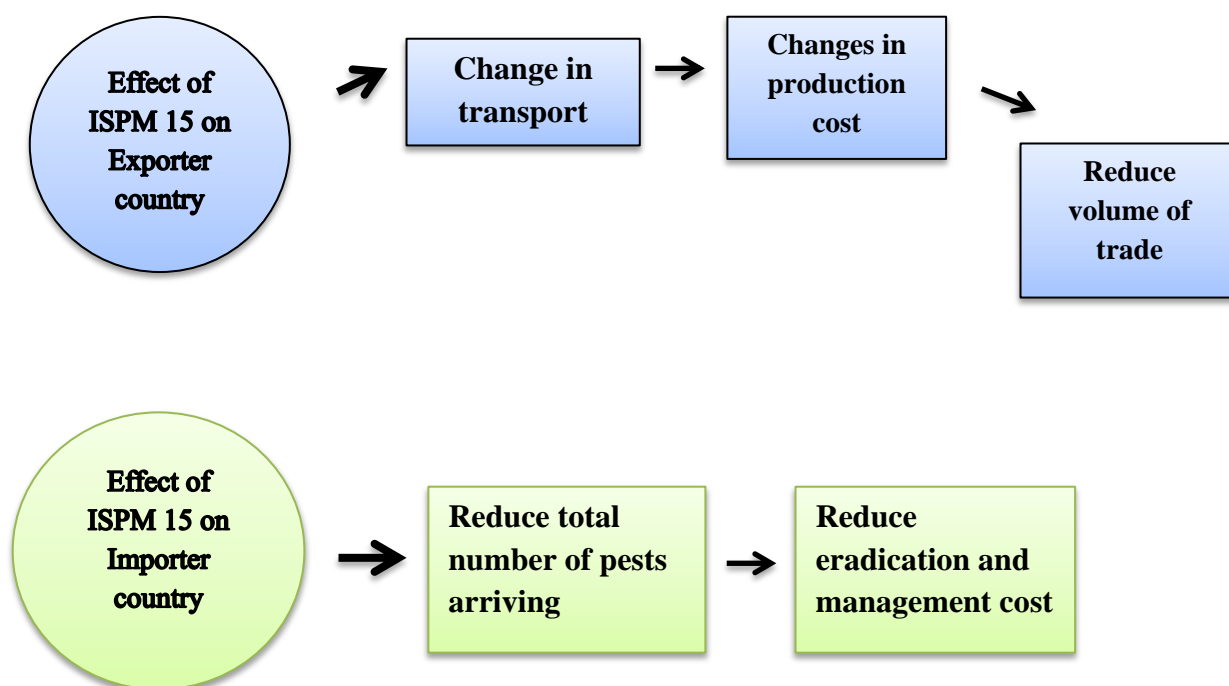 Effect of
ISPM 15 on
Exporter
country
Change in
transport
Changes in
production
cost
Reduce
volume of
trade
Effect of
ISPM 15 on
Importer
country
Reduce total
number of pests
arriving
Reduce
eradication and
management cost